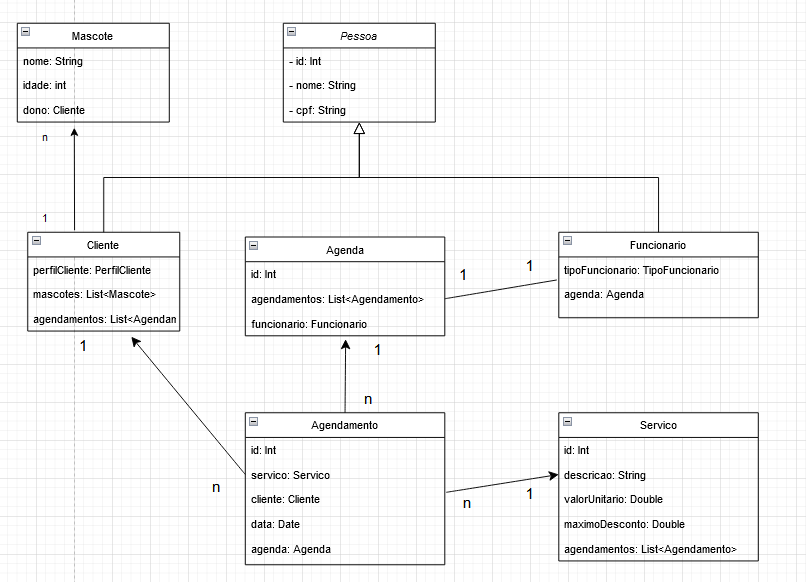 Mascote
nome: String
idade: int
dono: Cliente
Pessoa
- id: Int
- nome: String
- cpf: String
n
1
Cliente
perfilCliente: PerfilCliente
mascotes: List<Mascote>
agendamentos: List<Agendan
1
Agenda
id: Int
agendamentos: List<Agendamento>
funcionario: Funcionario
1
1
Funcionario
tipoFuncionario: TipoFuncionario
agenda: Agenda
1
n
n
Agendamento
id: Int
servico: Servico
cliente: Cliente
data: Date
agenda: Agenda
n
1
Servico
id: Int
descricao: String
valorUnitario: Double
maximoDesconto: Double
agendamentos: List<Agendamento>